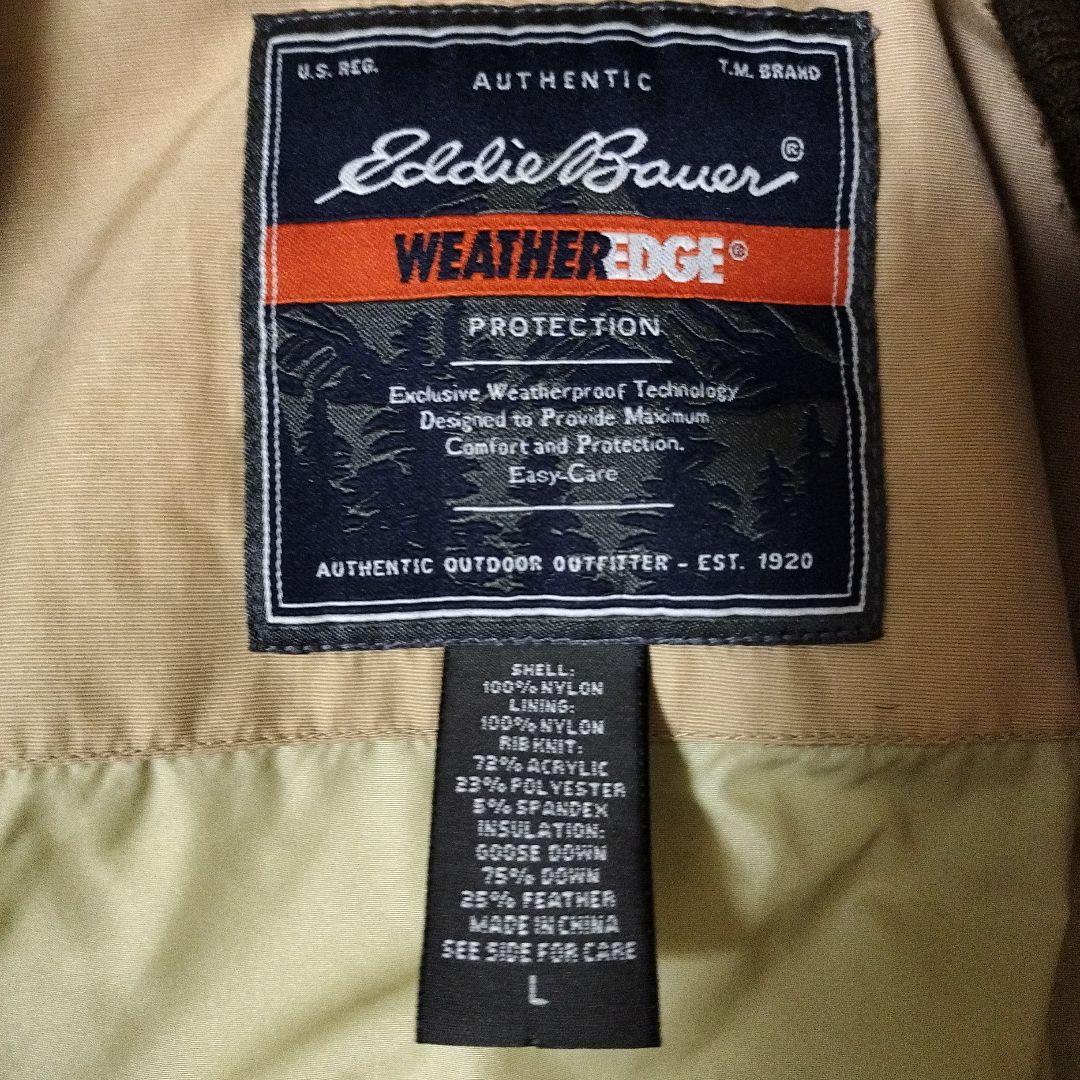 U.S. REG.
AUTHENTIC
T.M. BRAND
Eddie Bauer®
WEATHEREDGE®
PROTECTION
Exclusive Weatherproof Technology
Designed to Provide Maximum
Comfort and Protection.
Easy-Care
AUTHENTIC OUTDOOR OUTFITTER - EST. 1920
SHELL:
100% NYLON
LINING:
100% NYLON
RIB KNIT:
72% ACRYLIC
23% POLYESTER
5% SPANDEX
INSULATION:
GOOSE DOWN
75% DOWN
25% FEATHER
MADE IN CHINA
SEE SIDE FOR CARE
L